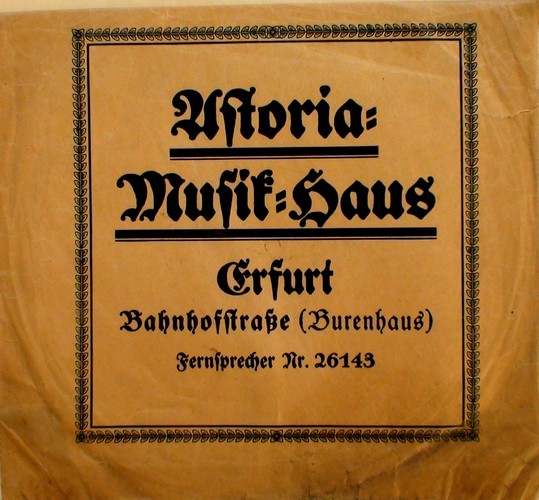 Astoria=
Musik=Haus
Erfurt
Bahnhofstraße (Burenhaus)
Fernsprecher Nr. 26143